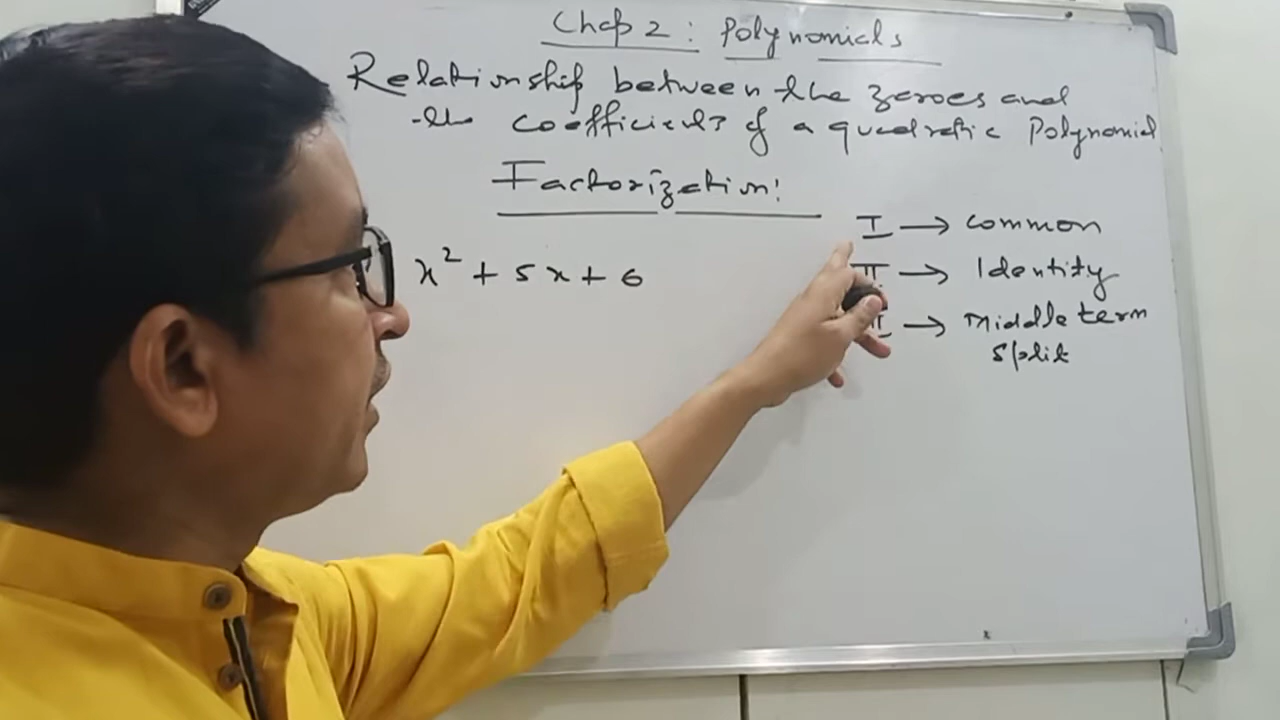 Chap 2 : Polynomials
Relationship between the zeroes and
the coefficients of a quadratic Polynomial
Factorization:
I → Common
x² + 5x + 6
II → Identity
III → Middle term
split